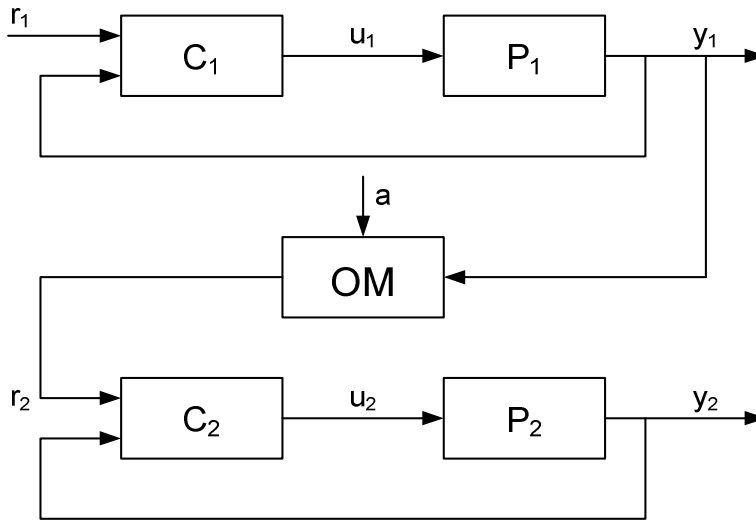 r₁
C₁
u₁
P₁
y₁
a
OM
r₂
C₂
u₂
P₂
y₂